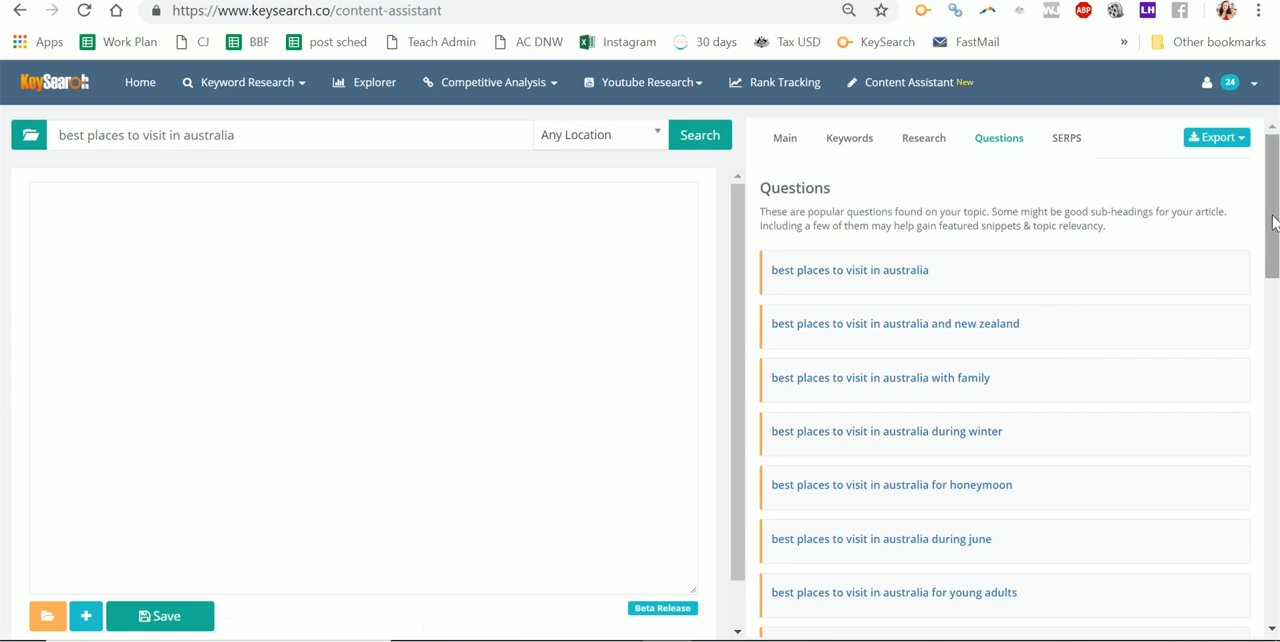 https://www.keysearch.co/content-assistant
WJ
ABP
LH
Apps
Work Plan
CJ
BBF
post sched
Teach Admin
AC DNW
Instagram
30 days
Tax USD
KeySearch
FastMail
»
Other bookmarks
KeySearch
Home
Keyword Research
Explorer
Competitive Analysis
Youtube Research
Rank Tracking
Content Assistant New
24
best places to visit in australia
Any Location
Search
Main
Keywords
Research
Questions
SERPS
Export
Questions
These are popular questions found on your topic. Some might be good sub-headings for your article.
Including a few of them may help gain featured snippets & topic relevancy.
best places to visit in australia
best places to visit in australia and new zealand
best places to visit in australia with family
best places to visit in australia during winter
best places to visit in australia for honeymoon
best places to visit in australia during june
best places to visit in australia for young adults
Save
Beta Release